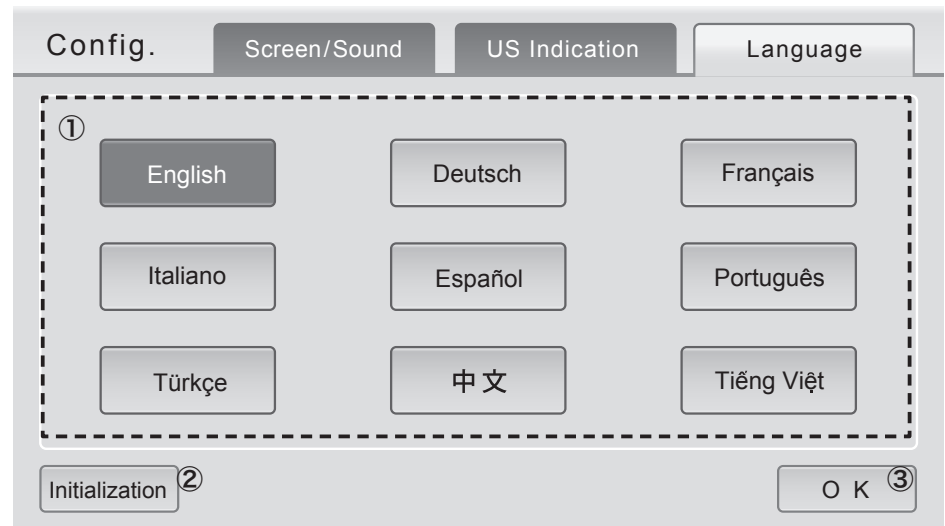 Config. Screen/Sound US Indication Language
①
English Deutsch Français
Italiano Español Português
Türkçe 中文 Tiếng Việt
Initialization ② O K ③